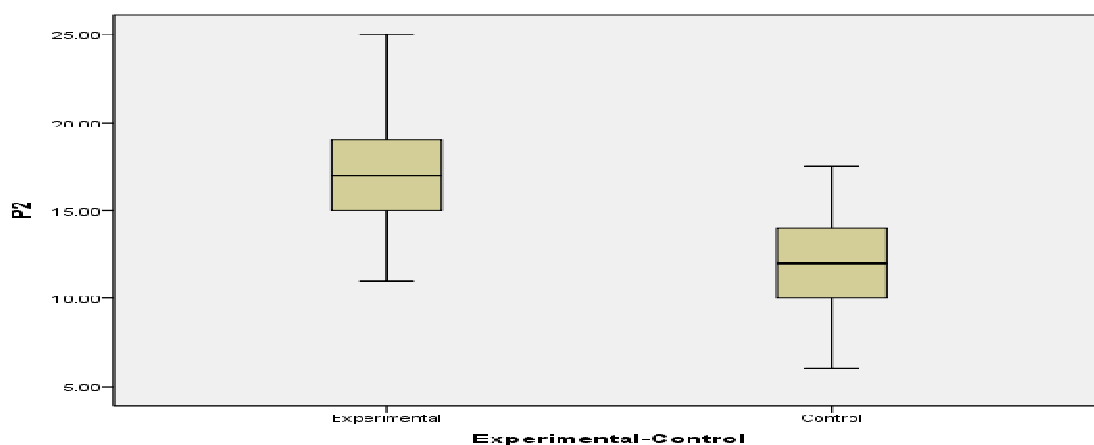 25.00
20.00
15.00
10.00
5.00
P2
Experimental
Control
Experimental-Control